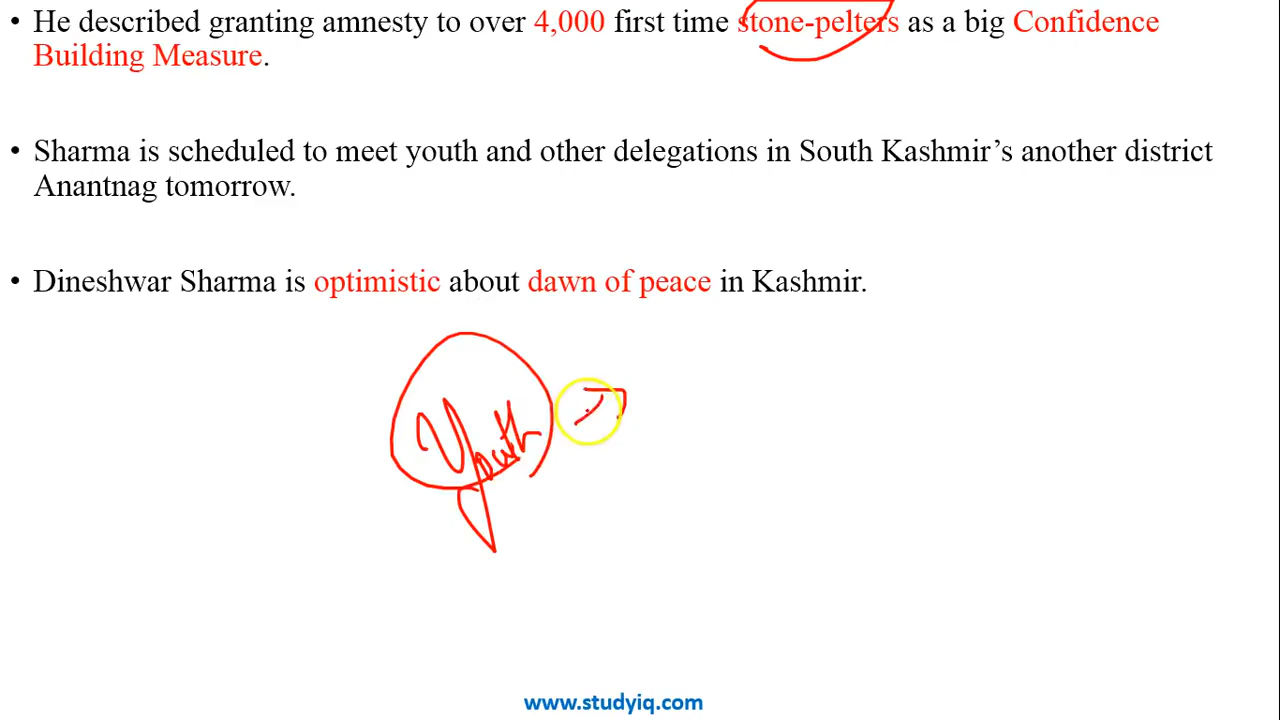 • He described granting amnesty to over 4,000 first time stone-pelters as a big Confidence
Building Measure.
• Sharma is scheduled to meet youth and other delegations in South Kashmir’s another district
Anantnag tomorrow.
• Dineshwar Sharma is optimistic about dawn of peace in Kashmir.
Youth
www.studyiq.com